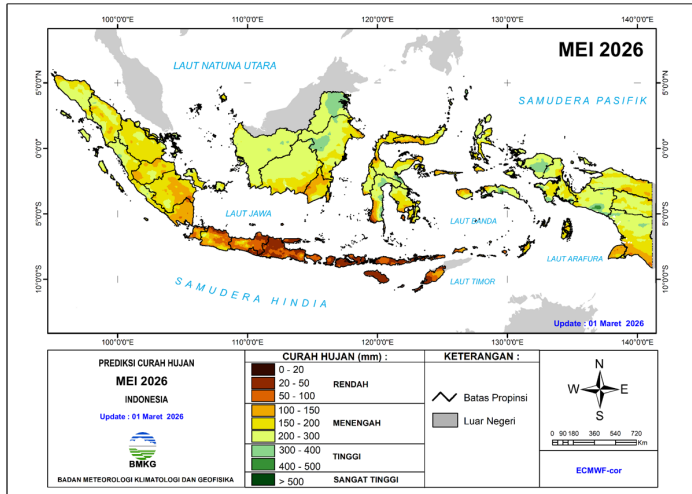 100°0'0"E 110°0'0"E 120°0'0"E 130°0'0"E 140°0'0"E
MEI 2026
LAUT NATUNA UTARA
SAMUDERA PASIFIK
5°0'0"N 5°0'0"N
0°0'0" 0°0'0"
5°0'0"S 5°0'0"S
10°0'0"S 10°0'0"S
LAUT JAWA
LAUT BANDA
LAUT ARAFURA
LAUT TIMOR
SAMUDERA HINDIA
Update : 01 Maret 2026
100°0'0"E 110°0'0"E 120°0'0"E 130°0'0"E 140°0'0"E
PREDIKSI CURAH HUJAN
MEI 2026
INDONESIA
Update : 01 Maret 2026
BMKG
BADAN METEOROLOGI KLIMATOLOGI DAN GEOFISIKA
CURAH HUJAN (mm) :
0 - 20
20 - 50
50 - 100
RENDAH
100 - 150
150 - 200
200 - 300
MENENGAH
300 - 400
400 - 500
TINGGI
> 500
SANGAT TINGGI
KETERANGAN :
Batas Propinsi
Luar Negeri
N
W E
S
0 90 180 360 540 720
Km
ECMWF-cor